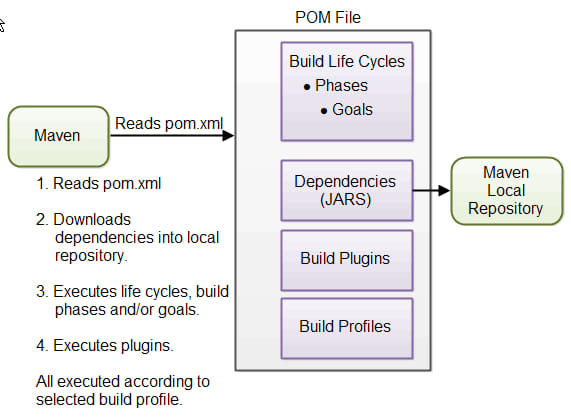 POM File
Build Life Cycles
• Phases
• Goals
Maven
Reads pom.xml
1. Reads pom.xml
2. Downloads
dependencies into local
repository.
3. Executes life cycles, build
phases and/or goals.
4. Executes plugins.
All executed according to
selected build profile.
Dependencies
(JARS)
Maven
Local
Repository
Build Plugins
Build Profiles